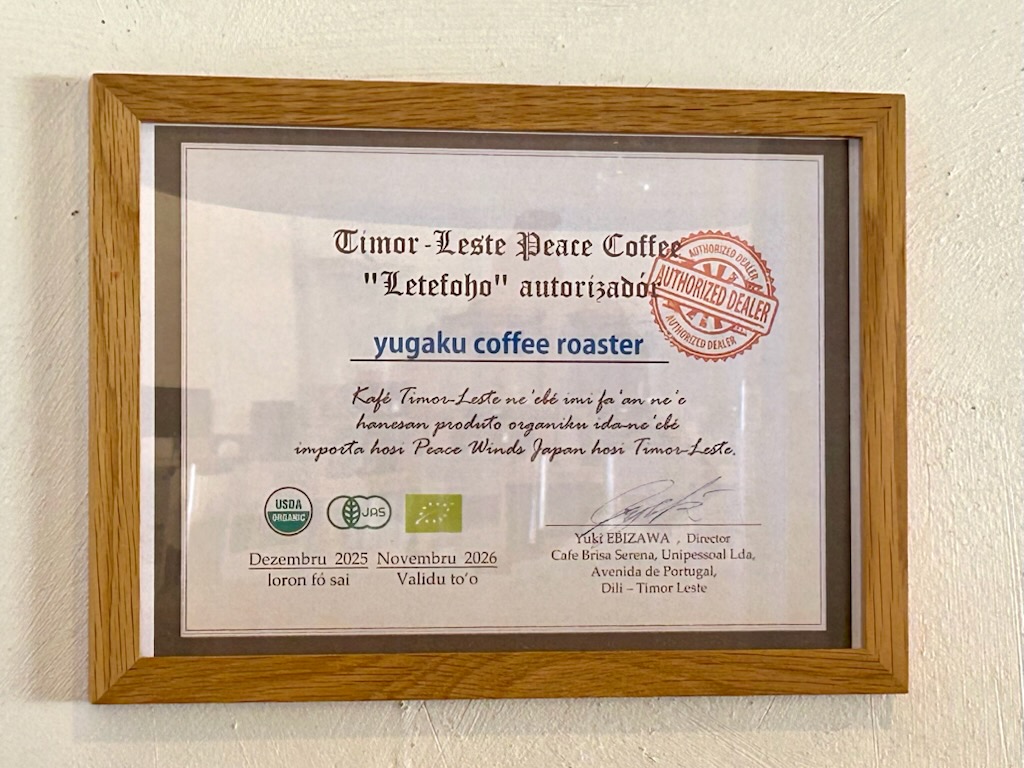 Timor-Leste Peace Coffee
"Letefoho" autorizadór
AUTHORIZED DEALER
AUTHORIZED DEALER
AUTHORIZED DEALER
yugaku coffee roaster
Kafé Timor-Leste ne'ebé imi fa'an ne'e
hanesan produto organiku ida-ne'ebé
importa hosi Peace Winds Japan hosi Timor-Leste.
USDA
ORGANIC
JAS
Dezembru 2025 Novembru 2026
loron fó sai Validu to'o
Yuki EBIZAWA , Director
Cafe Brisa Serena, Unipessoal Lda,
Avenida de Portugal,
Dili – Timor Leste